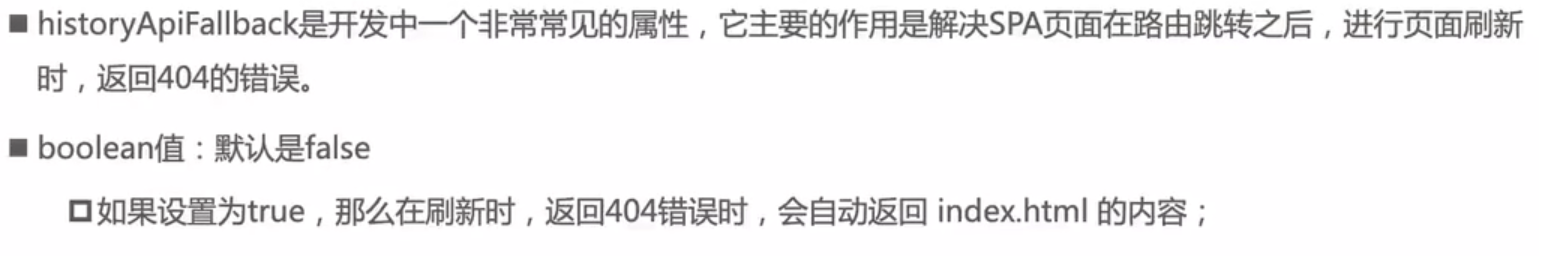 ■ historyApiFallback是开发中一个非常常见的属性，它主要的作用是解决SPA页面在路由跳转之后，进行页面刷新
时，返回404的错误。
■ boolean值：默认是false
如果设置为true，那么在刷新时，返回404错误时，会自动返回 index.html 的内容；